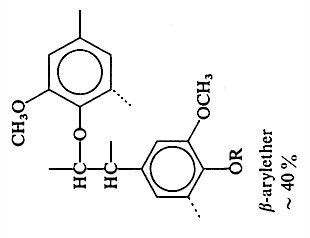 CH3O
O
HC
HC
OCH3
OR
β-arylether
~ 40 %